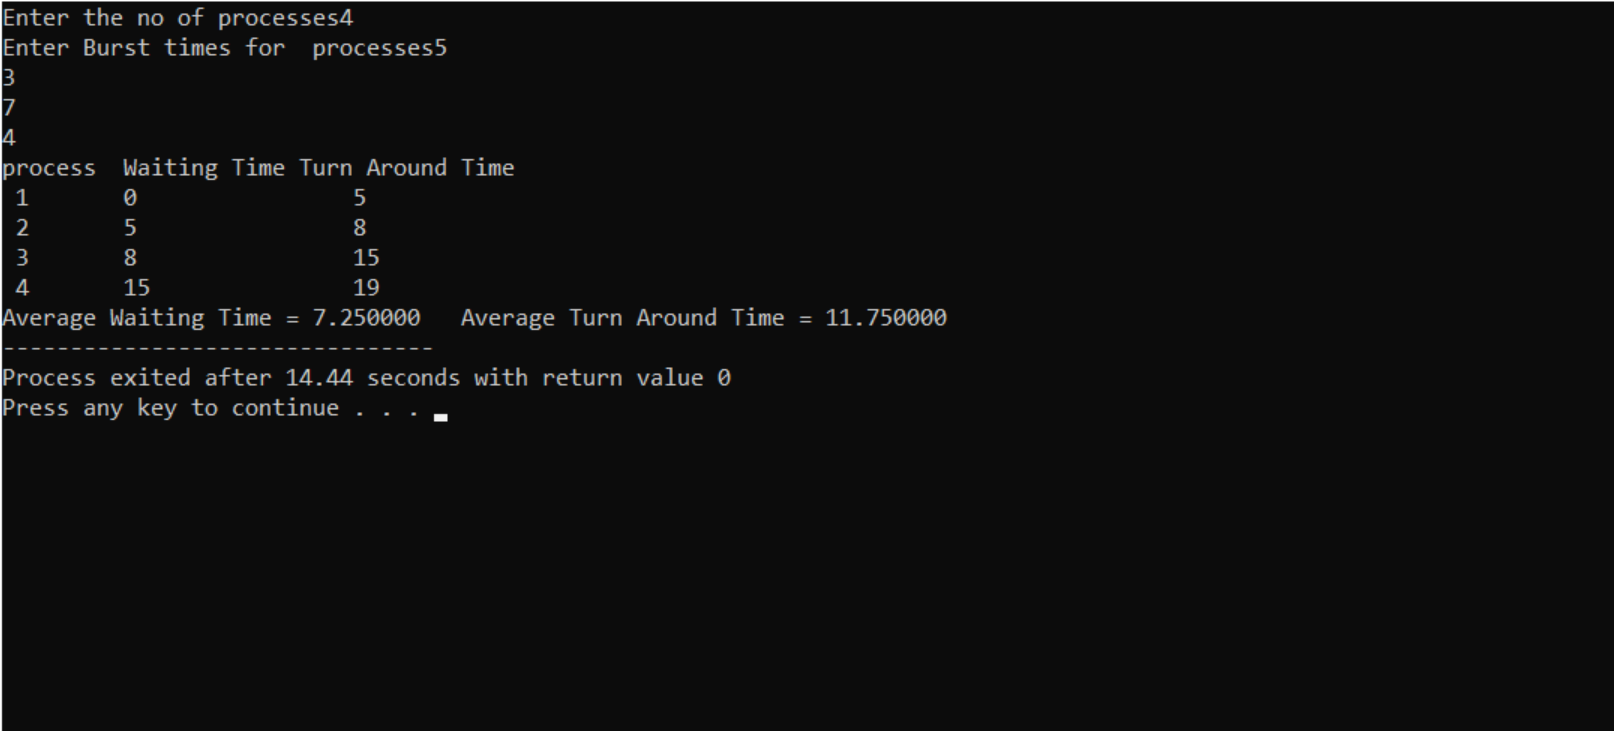 Enter the no of processes4
Enter Burst times for  processes5
3
7
4
process  Waiting Time Turn Around Time
 1       0                5
 2       5                8
 3       8                15
 4       15               19
Average Waiting Time = 7.250000   Average Turn Around Time = 11.750000
--------------------------------
Process exited after 14.44 seconds with return value 0
Press any key to continue . . .